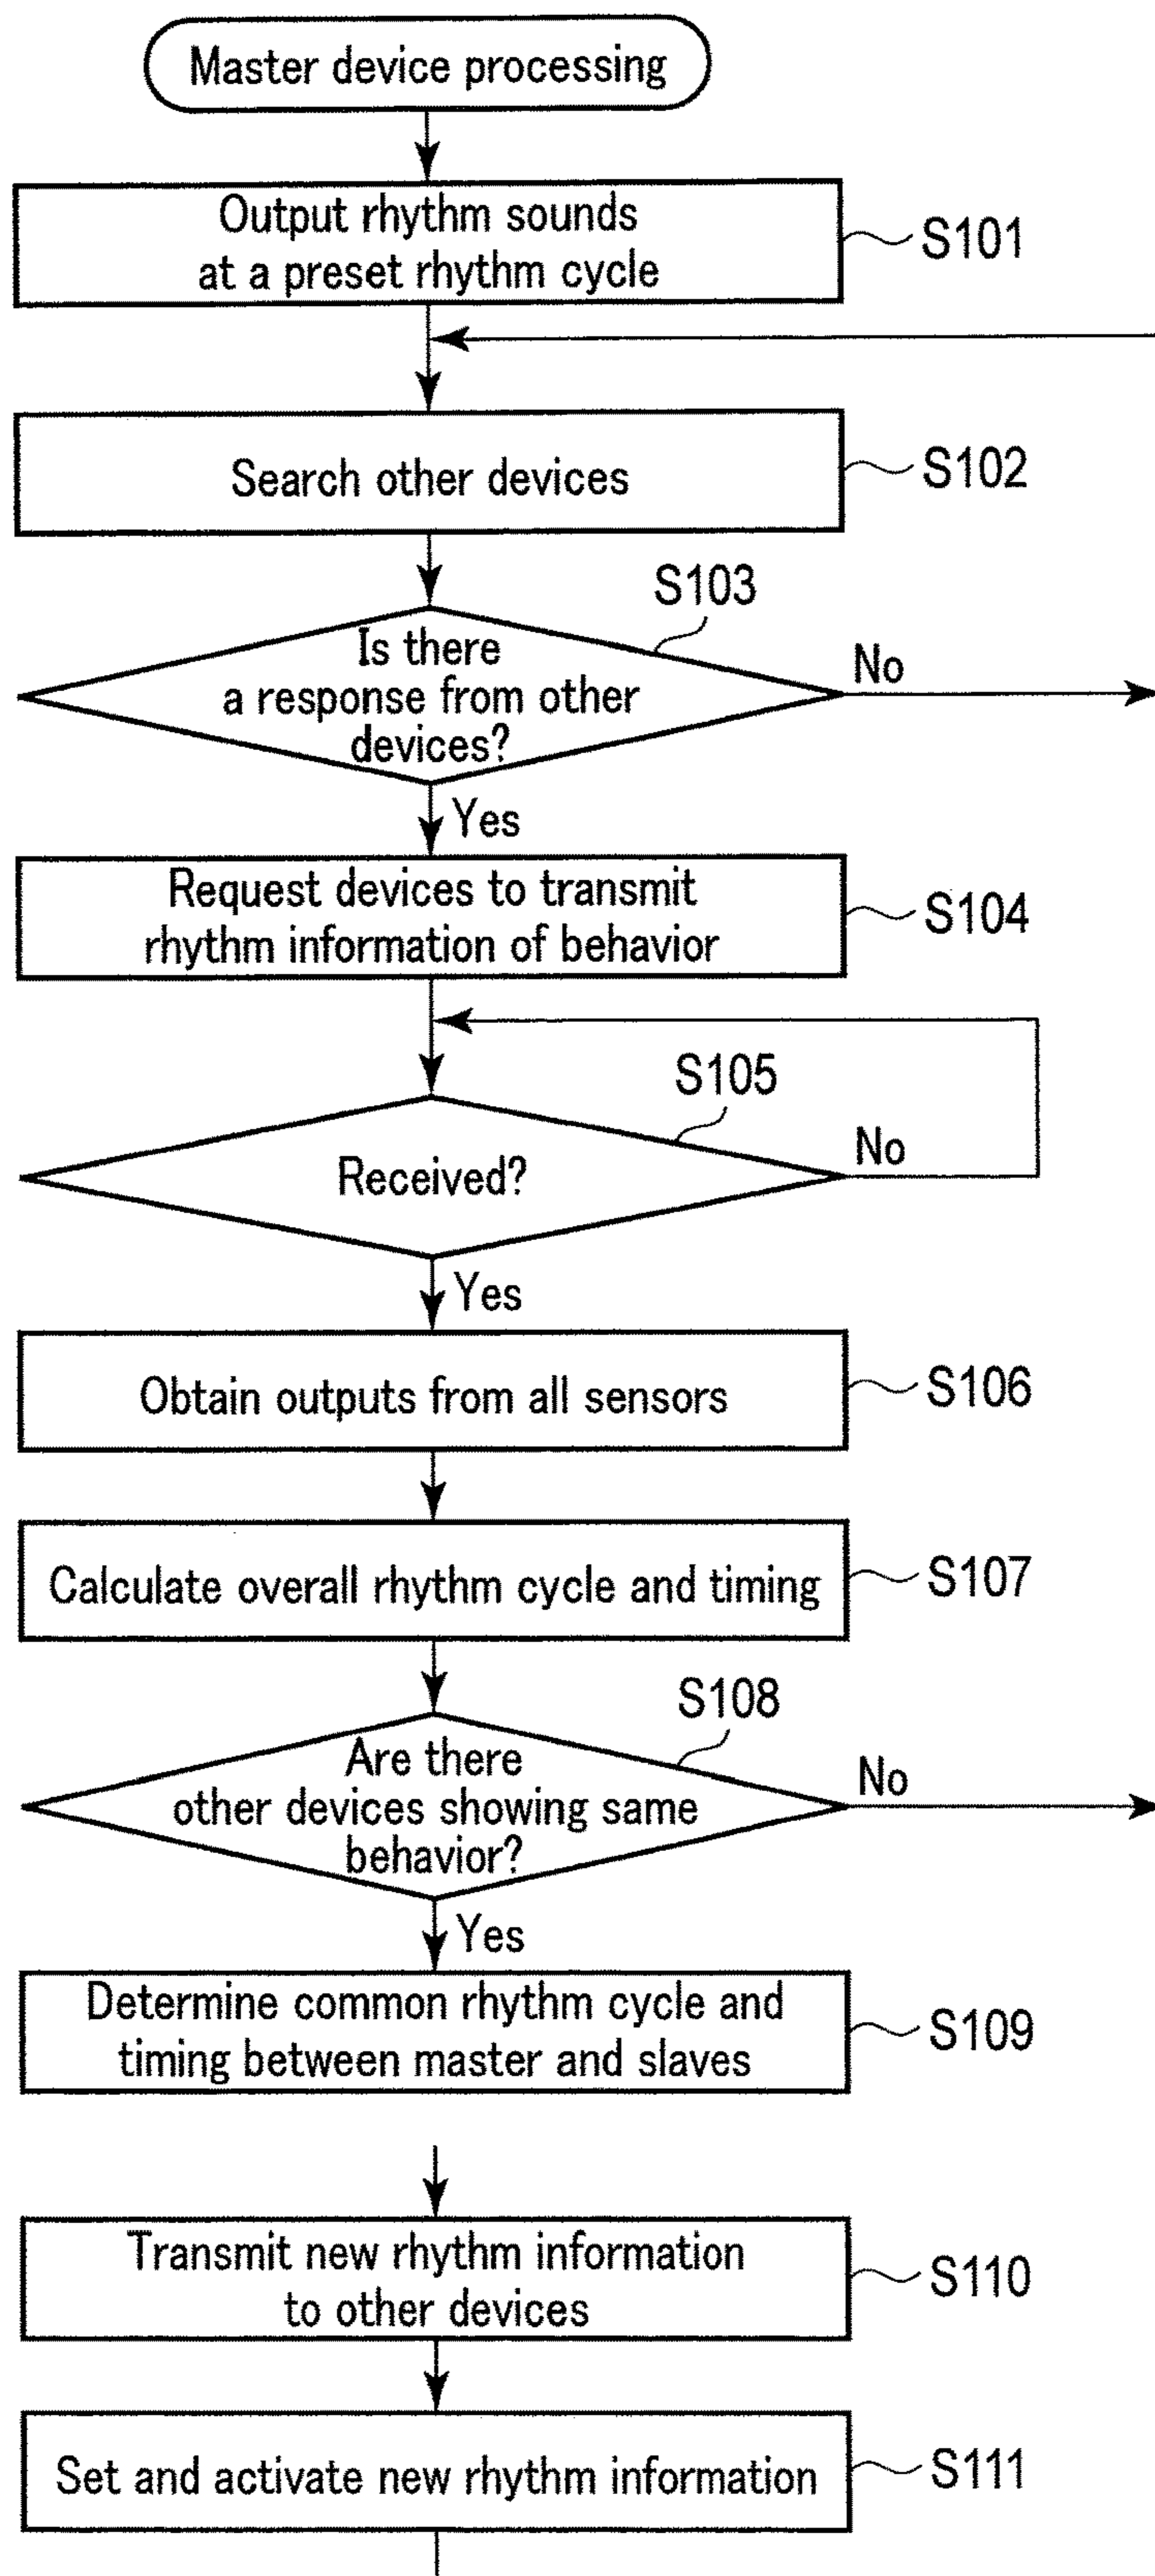 Master device processing
Output rhythm sounds
at a preset rhythm cycle
S101
Search other devices
S102
S103
Is there
a response from other
devices?
No
Yes
Request devices to transmit
rhythm information of behavior
S104
S105
Received?
No
Yes
Obtain outputs from all sensors
S106
Calculate overall rhythm cycle and timing
S107
S108
Are there
other devices showing same
behavior?
No
Yes
Determine common rhythm cycle and
timing between master and slaves
S109
Transmit new rhythm information
to other devices
S110
Set and activate new rhythm information
S111